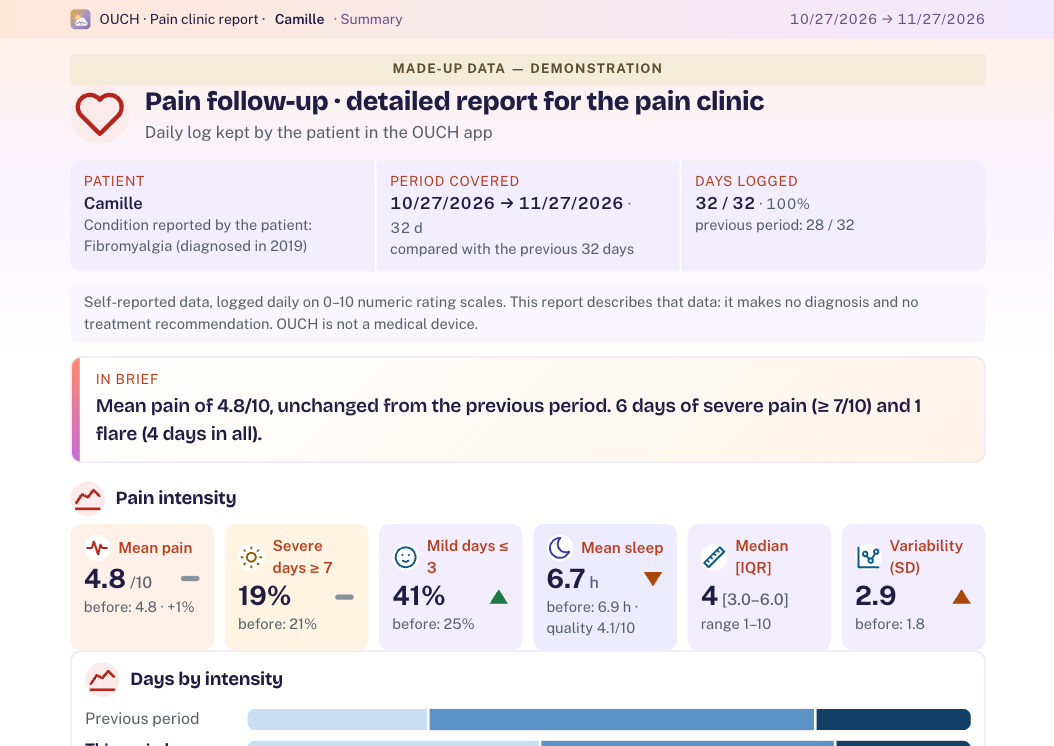 OUCH · Pain clinic report · Camille · Summary
10/27/2026 → 11/27/2026
MADE-UP DATA — DEMONSTRATION
Pain follow-up · detailed report for the pain clinic
Daily log kept by the patient in the OUCH app
PATIENT
Camille
Condition reported by the patient:
Fibromyalgia (diagnosed in 2019)
PERIOD COVERED
10/27/2026 → 11/27/2026 ·
32 d
compared with the previous 32 days
DAYS LOGGED
32 / 32 · 100%
previous period: 28 / 32
Self-reported data, logged daily on 0–10 numeric rating scales. This report describes that data: it makes no diagnosis and no
treatment recommendation. OUCH is not a medical device.
IN BRIEF
Mean pain of 4.8/10, unchanged from the previous period. 6 days of severe pain (≥ 7/10) and 1
flare (4 days in all).
Pain intensity
Mean pain
4.8 /10
before: 4.8 · +1%
Severe
days ≥ 7
19%
before: 21%
Mild days ≤
3
41%
before: 25%
Mean sleep
6.7 h
before: 6.9 h ·
quality 4.1/10
Median
[IQR]
4 [3.0–6.0]
range 1–10
Variability
(SD)
2.9
before: 1.8
Days by intensity
Previous period